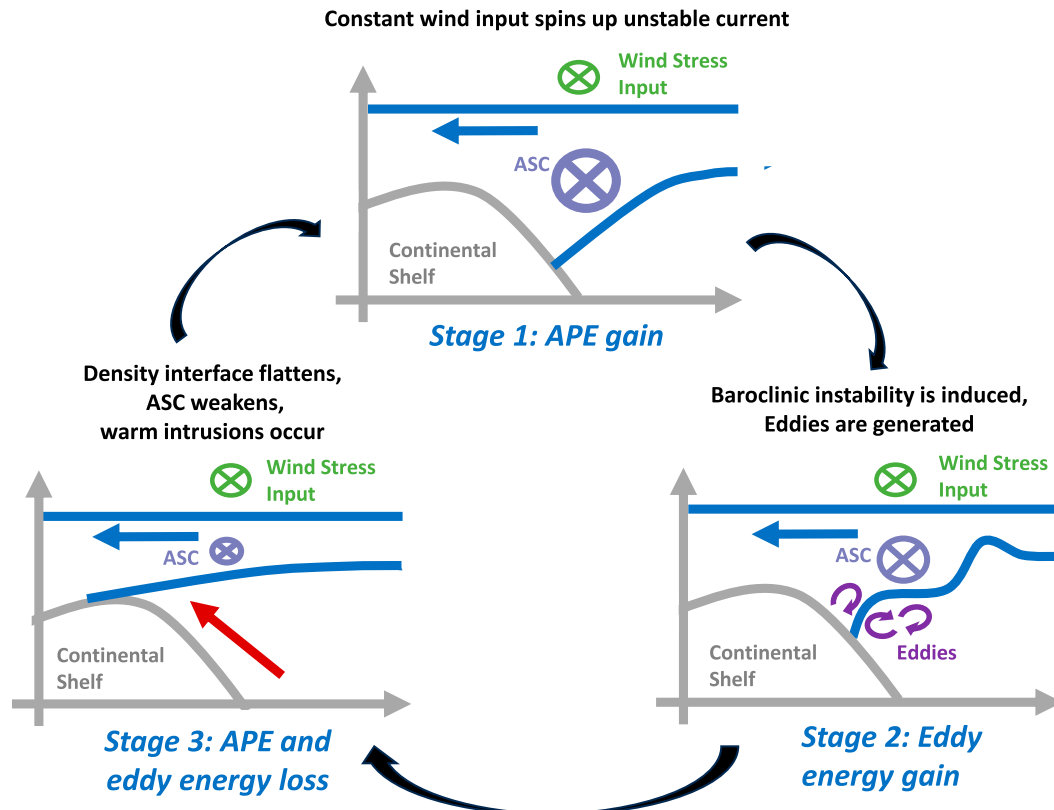 Constant wind input spins up unstable current
Wind Stress
Input
ASC
Continental
Shelf
Stage 1: APE gain
Density interface flattens,
ASC weakens,
warm intrusions occur
Baroclinic instability is induced,
Eddies are generated
Wind Stress
Input
ASC
Continental
Shelf
Stage 3: APE and
eddy energy loss
Wind Stress
Input
ASC
Eddies
Continental
Shelf
Stage 2: Eddy
energy gain